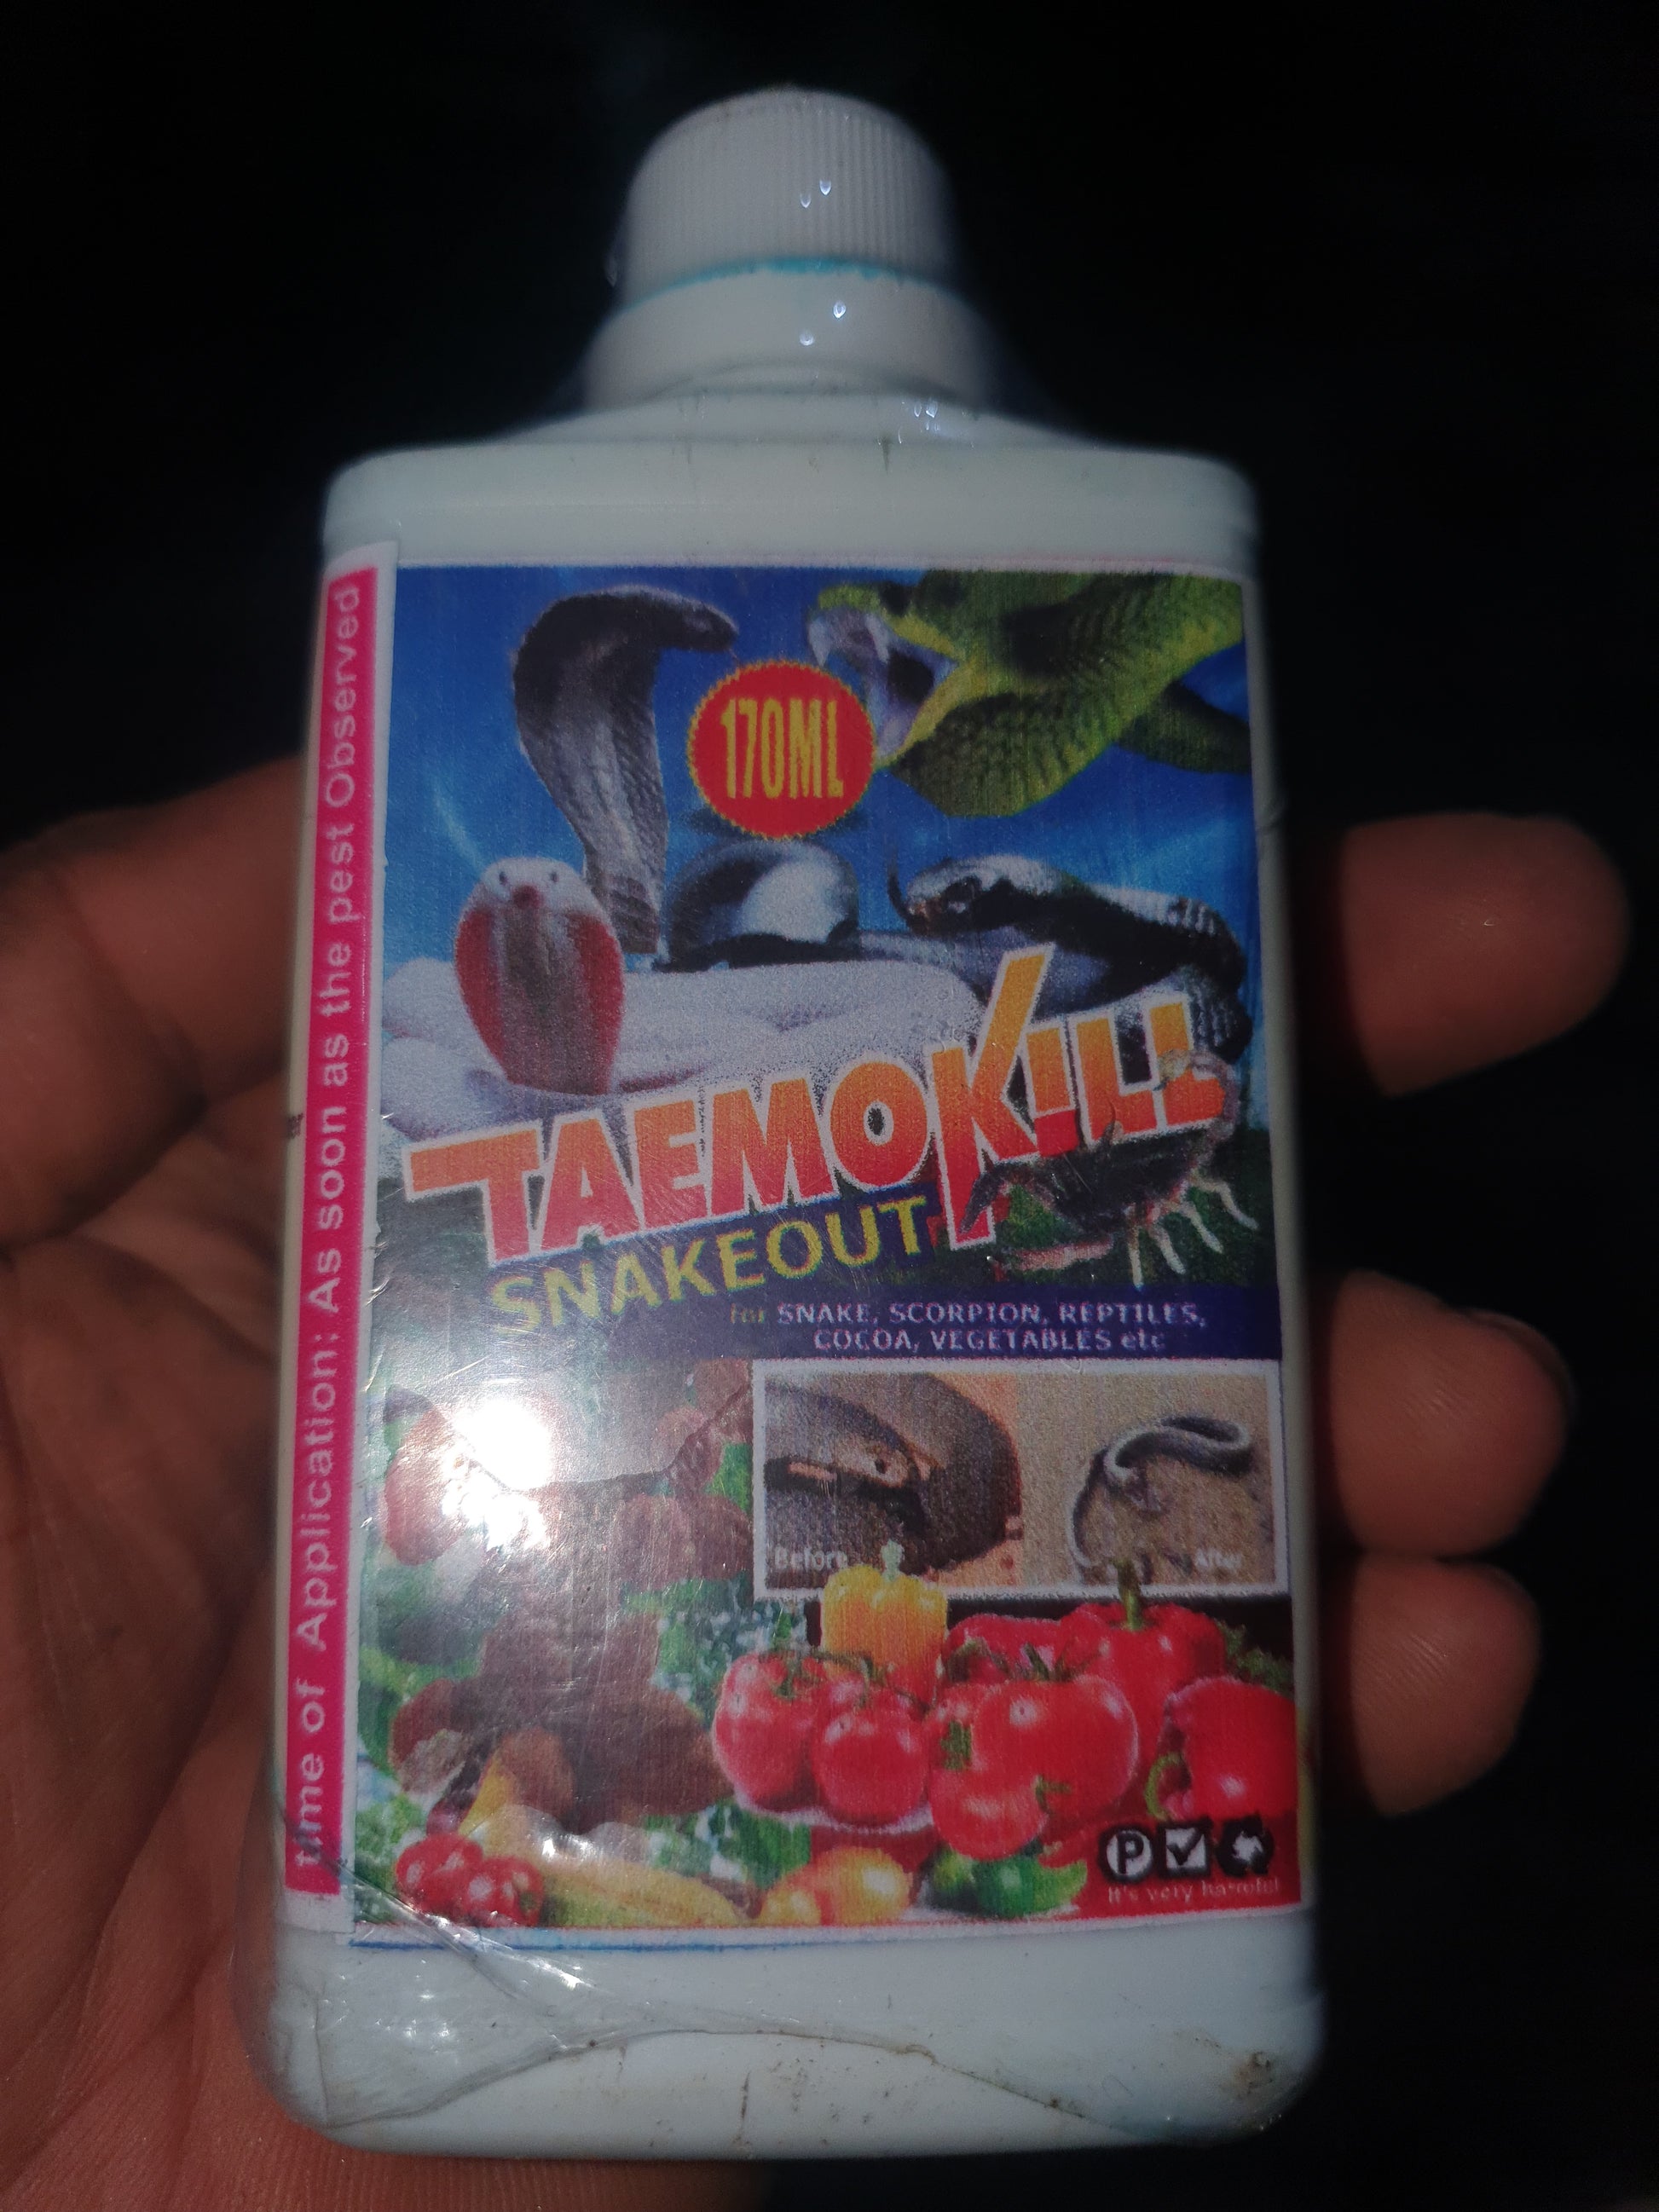 time of Application: As soon as the pest Observed
170ML
TAEMOKILL
SNAKEOUT
for SNAKE, SCORPION, REPTILES,
COCOA, VEGETABLES etc
Before
After
P
It's very harmful